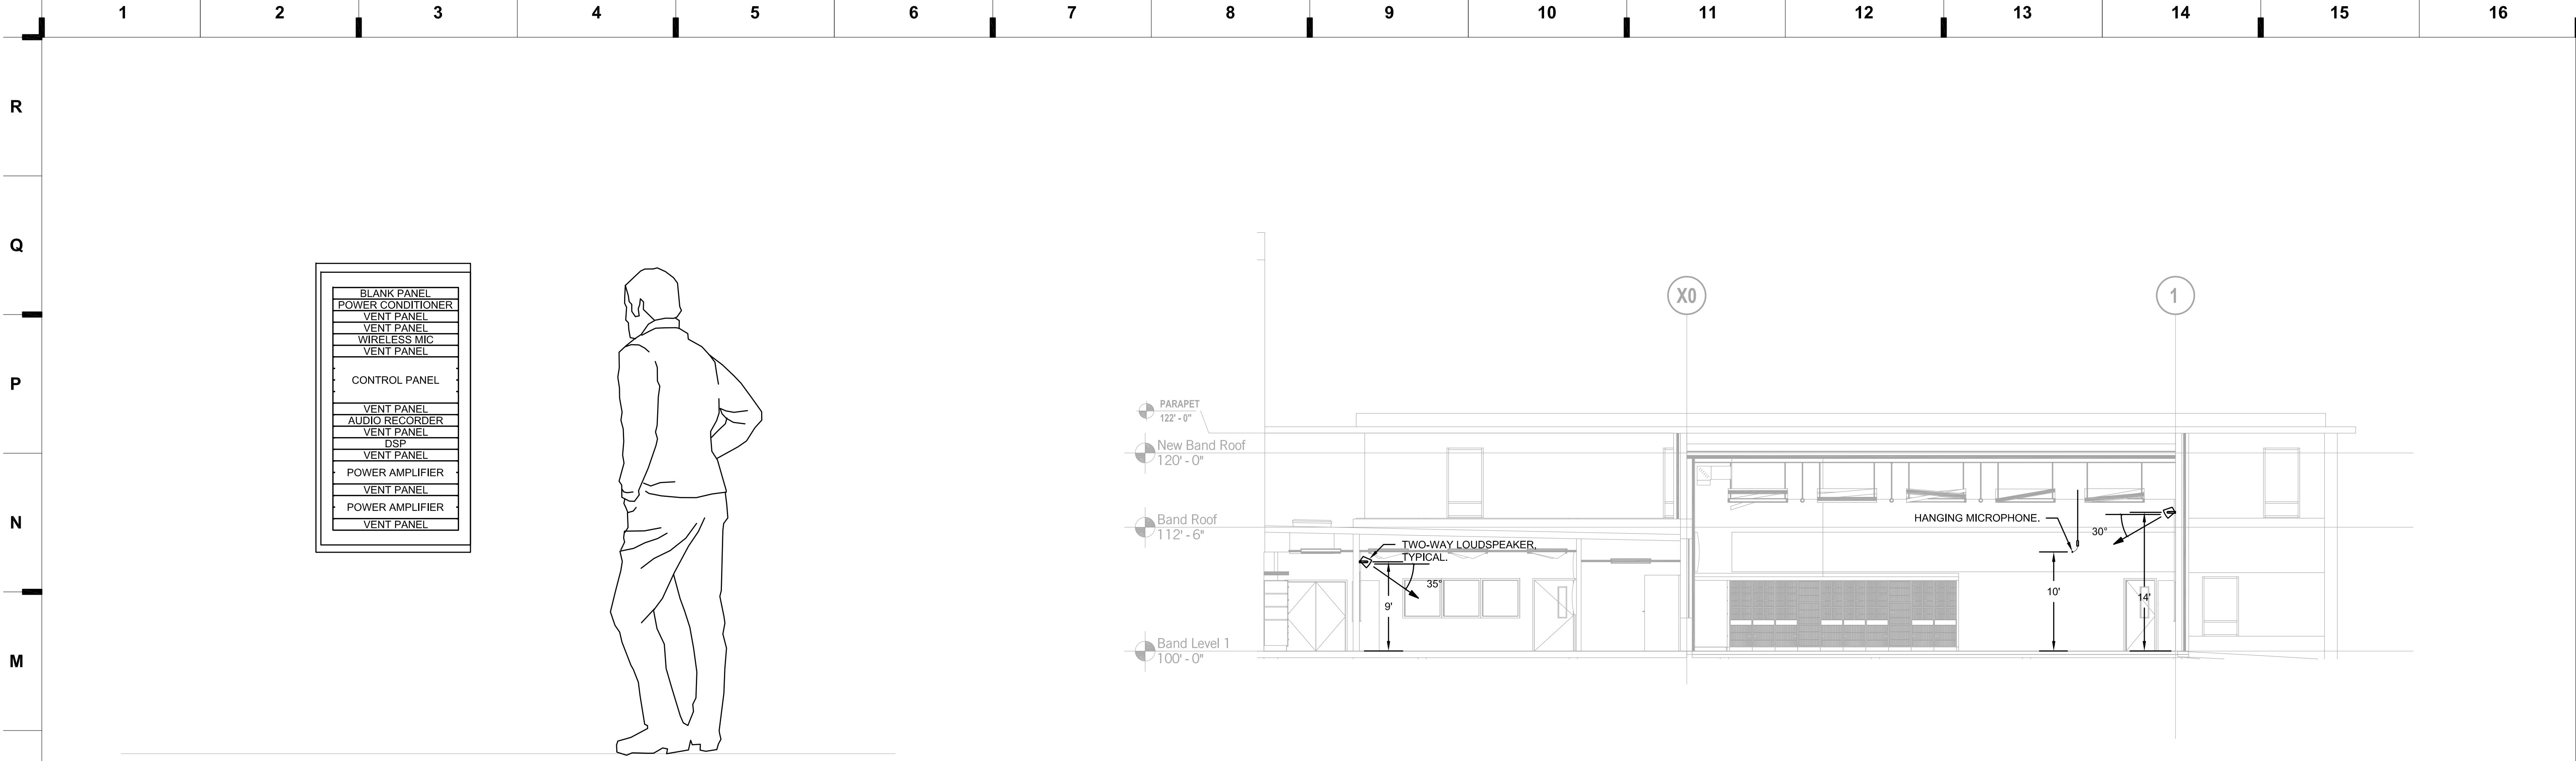 1 2 3 4 5 6 7 8 9 10 11 12 13 14 15 16
R
Q
P
N
M
BLANK PANEL
POWER CONDITIONER
VENT PANEL
VENT PANEL
WIRELESS MIC
VENT PANEL
CONTROL PANEL
VENT PANEL
AUDIO RECORDER
VENT PANEL
DSP
VENT PANEL
POWER AMPLIFIER
VENT PANEL
POWER AMPLIFIER
VENT PANEL
X0
1
PARAPET
122' - 0"
New Band Roof
120' - 0"
Band Roof
112' - 6"
Band Level 1
100' - 0"
TWO-WAY LOUDSPEAKER,
TYPICAL.
35°
9'
HANGING MICROPHONE.
30°
10'
14'